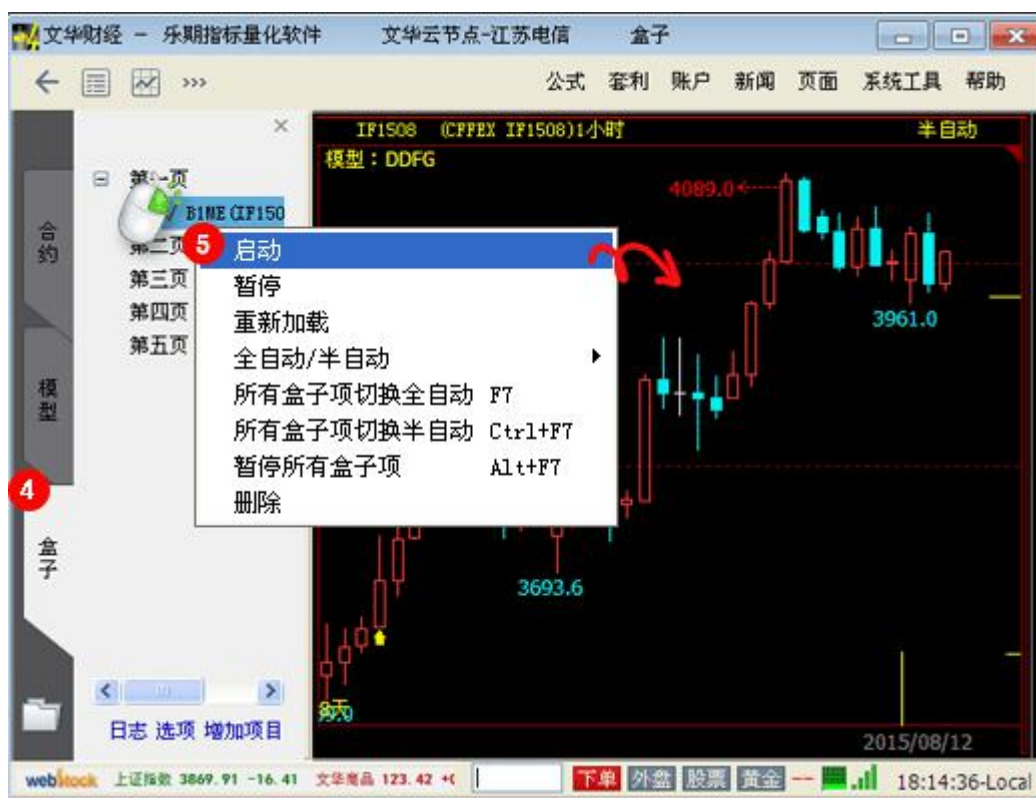 文华财经 - 乐期指标量化软件 文华云节点-江苏电信 盒子
>>> 公式 套利 账户 新闻 页面 系统工具 帮助
合约
模型
盒子
4
第一页
B1ME(IF150
第二页
第三页
第四页
第五页
5
启动
暂停
重新加载
全自动/半自动
所有盒子项切换全自动 F7
所有盒子项切换半自动 Ctrl+F7
暂停所有盒子项 Alt+F7
删除
日志 选项 增加项目
IF1508 (CFFEX IF1508)1小时 半自动
模型：DDFG
4089.0
3961.0
3693.6
2015/08/12
webstock 上证指数 3869.91 -16.41 文华商品 123.42 +( 下单 外盘 股票 黄金 -- 18:14:36-Local